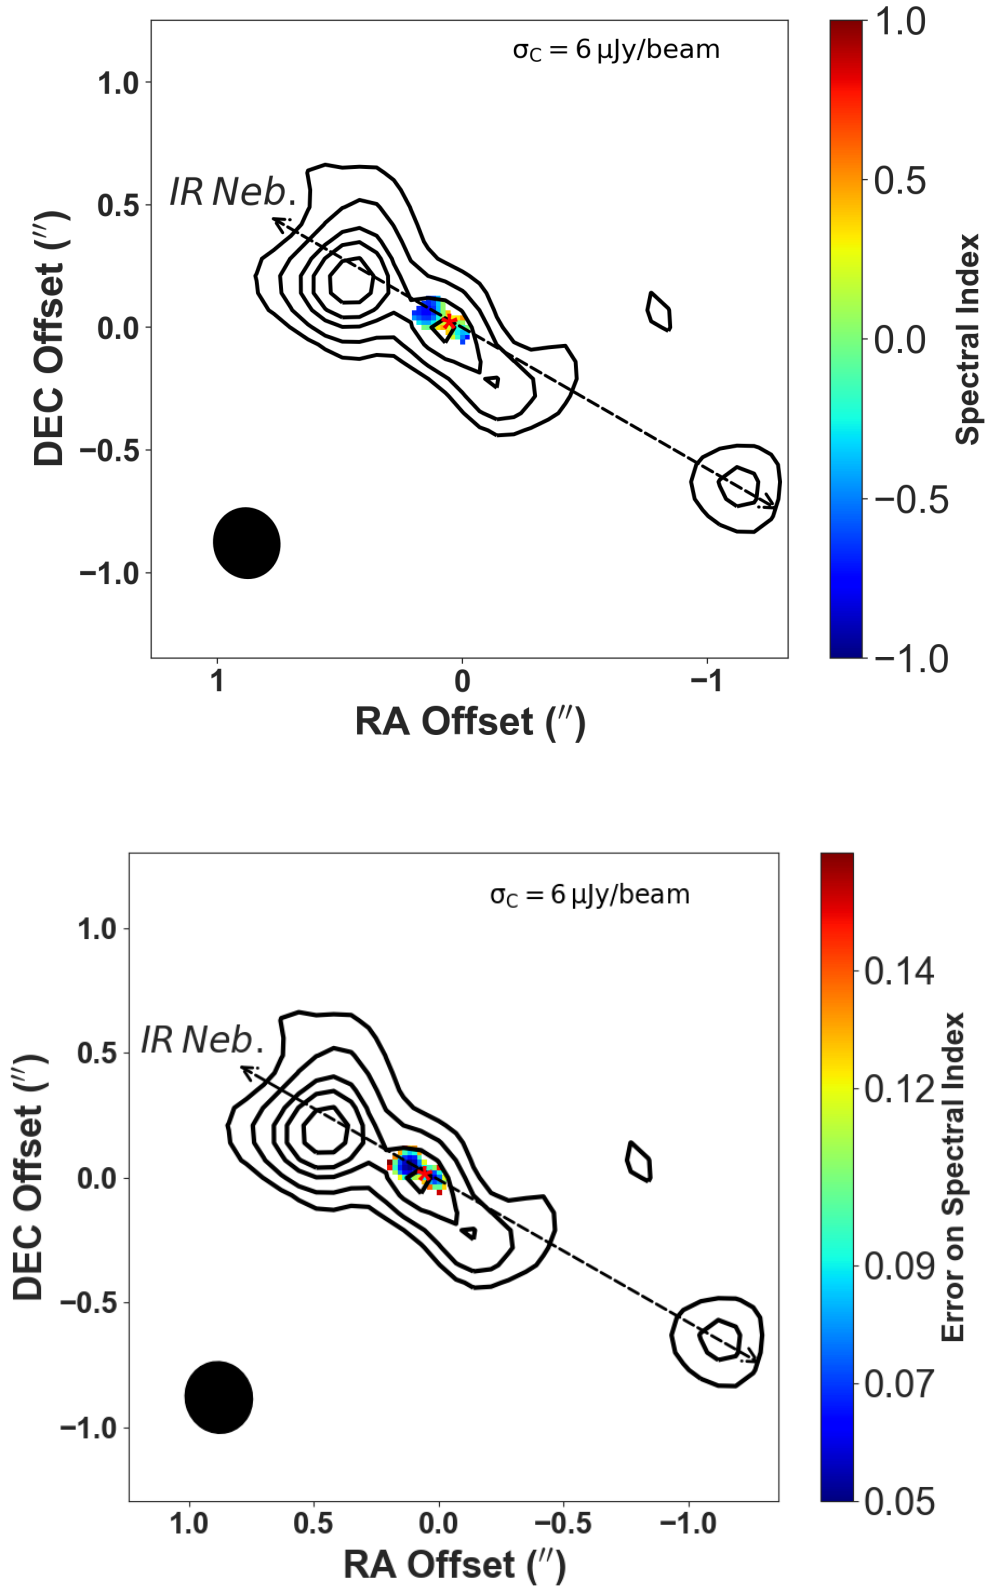 σC = 6 μJy/beam
1.0
0.5
0.0
−0.5
−1.0
DEC Offset (″)
IR Neb.
1
0
−1
RA Offset (″)
1.0
0.5
0.0
−0.5
−1.0
Spectral Index
σC = 6 μJy/beam
1.0
0.5
0.0
−0.5
−1.0
DEC Offset (″)
IR Neb.
1.0
0.5
0.0
−0.5
−1.0
RA Offset (″)
0.14
0.12
0.09
0.07
0.05
Error on Spectral Index